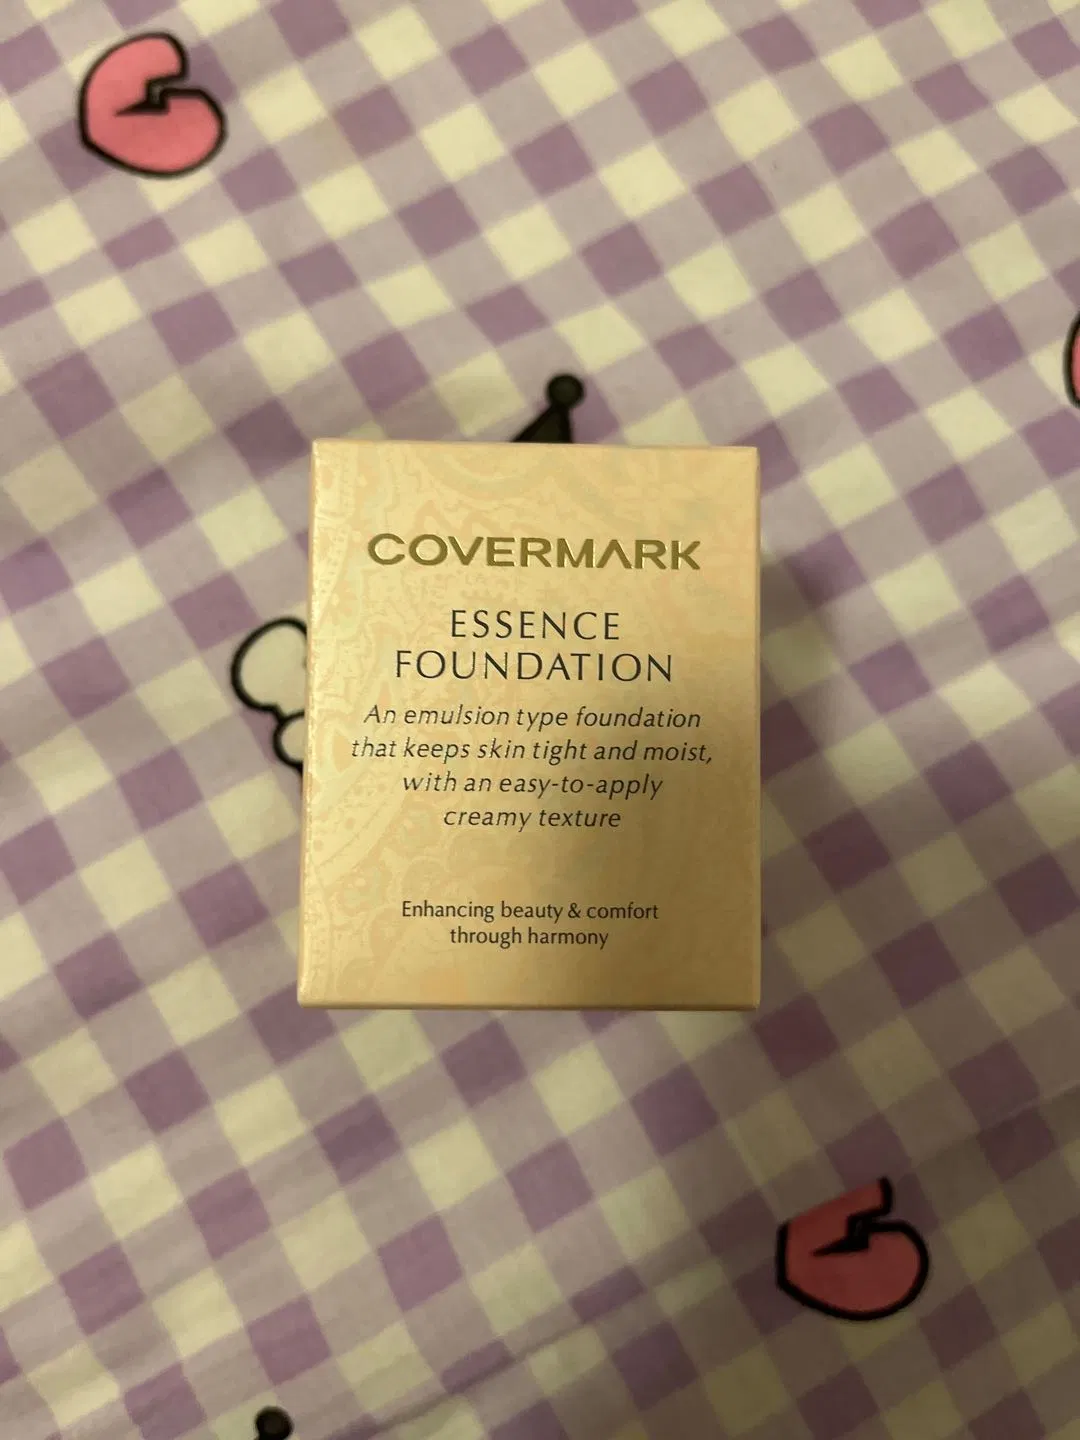 COVERMARK
ESSENCE
FOUNDATION
An emulsion type foundation
that keeps skin tight and moist,
with an easy-to-apply
creamy texture
Enhancing beauty & comfort
through harmony